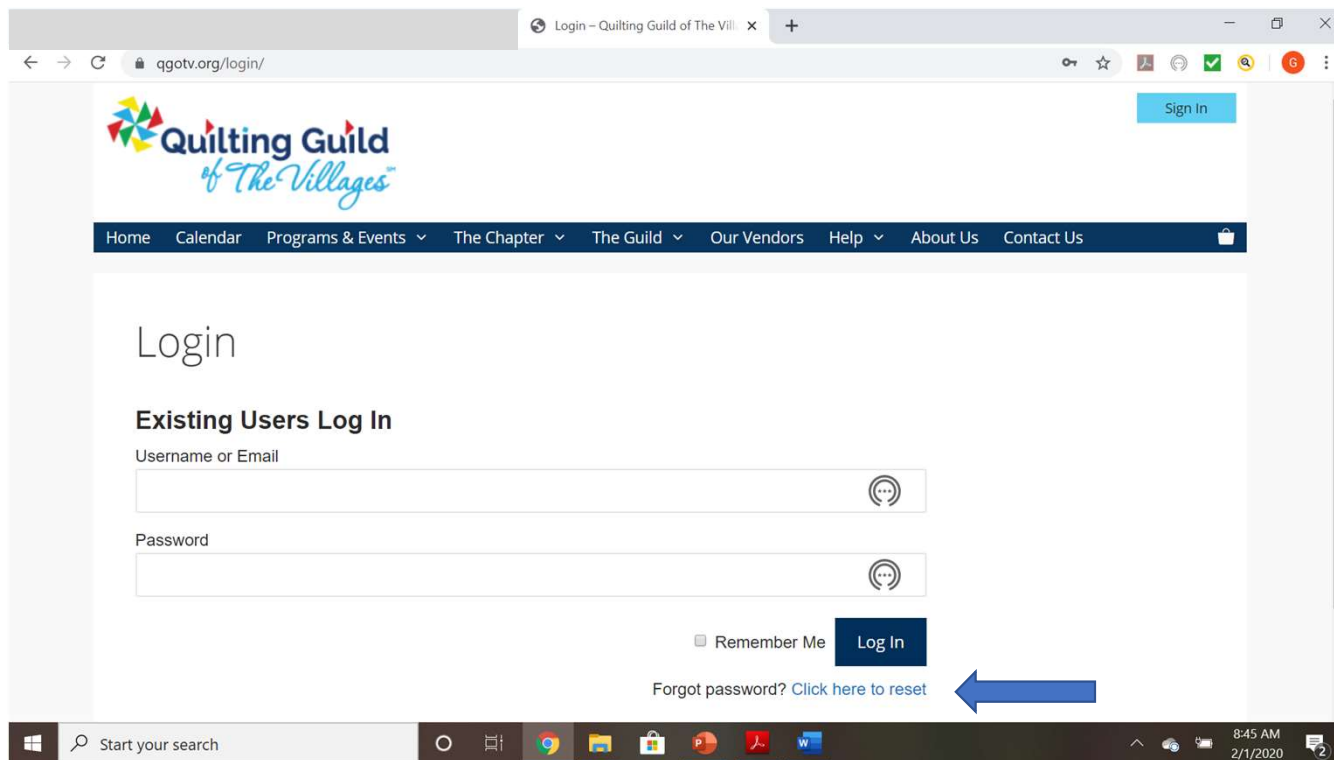 Login – Quilting Guild of The Vill
qgotv.org/login/
G
Quilting Guild
of The Villages℠
Sign In
Home Calendar Programs & Events The Chapter The Guild Our Vendors Help About Us Contact Us
Login
Existing Users Log In
Username or Email
Password
Remember Me Log In
Forgot password? Click here to reset
Start your search
P
W
8:45 AM
2/1/2020
2